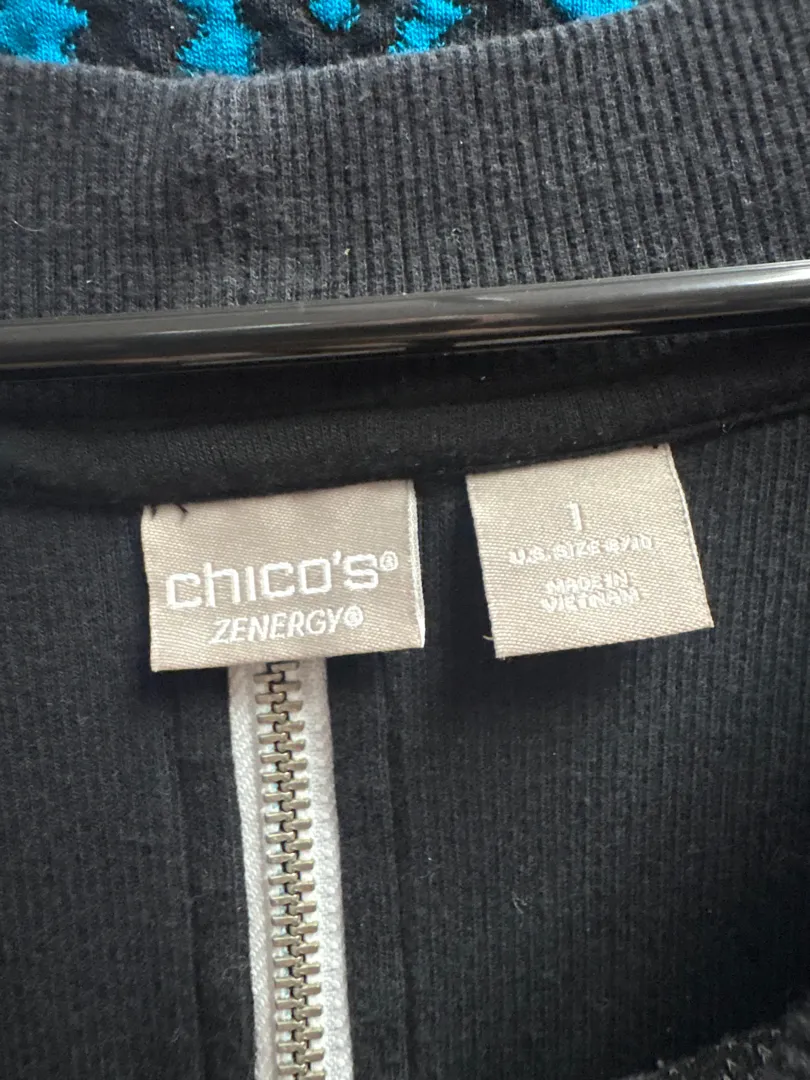 chico's®
ZENERGY®
1
U.S. SIZE 8/10
MADE IN
VIETNAM